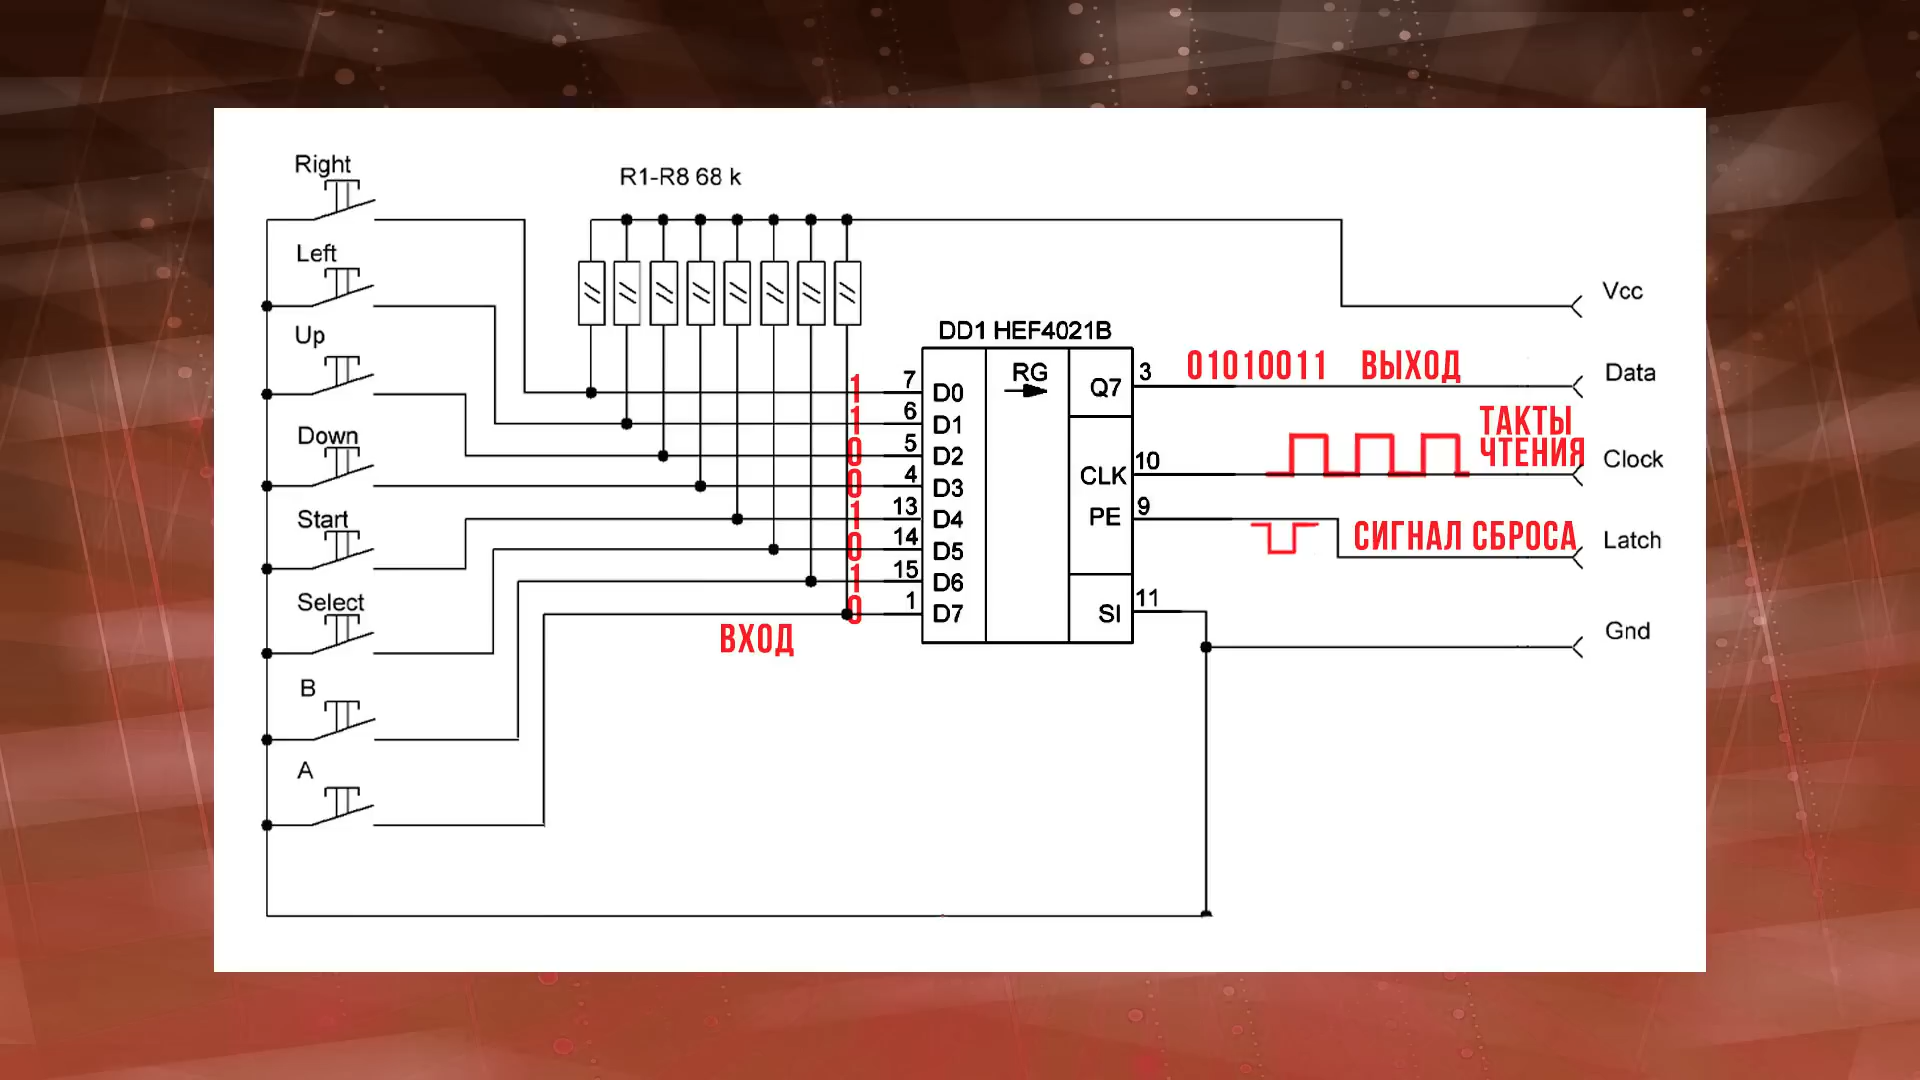 Right
R1-R8 68 k
Left
Vcc
Up
DD1 HEF4021B
RG
Q7
3
01010011 ВЫХОД
Data
1 7 D0
1 6 D1
0 5 D2
0 4 D3
1 13 D4
0 14 D5
1 15 D6
0 1 D7
ВХОД
Down
ТАКТЫ
ЧТЕНИЯ
CLK 10
Clock
PE 9
СИГНАЛ СБРОСА
Latch
Start
SI 11
Gnd
Select
B
A